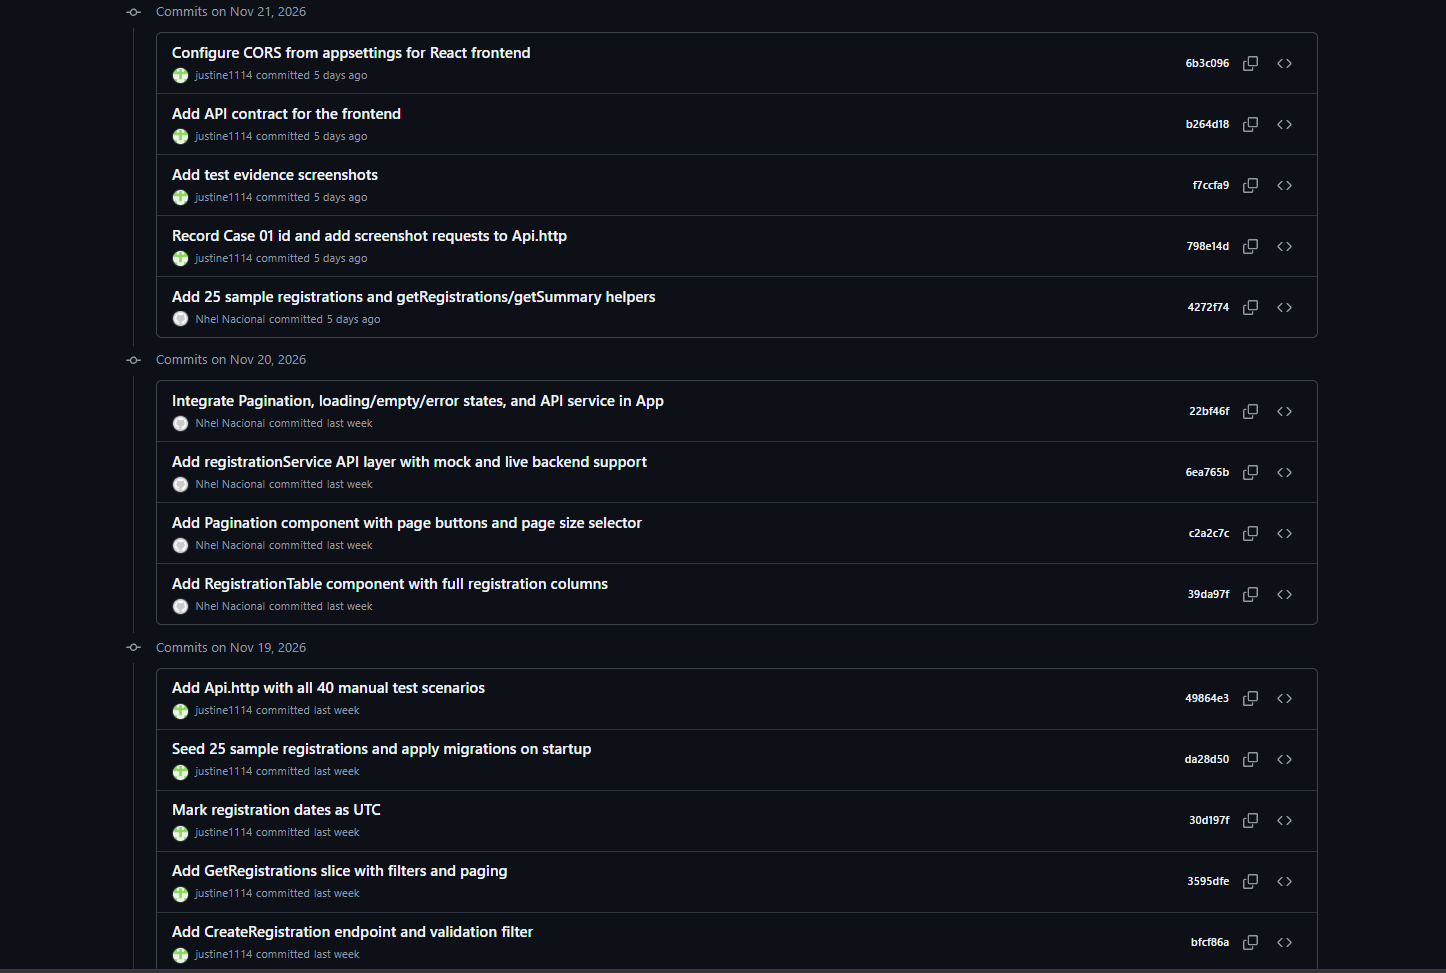 Commits on Nov 21, 2026
Configure CORS from appsettings for React frontend
justine1114 committed 5 days ago
6b3c096
Add API contract for the frontend
justine1114 committed 5 days ago
b264d18
Add test evidence screenshots
justine1114 committed 5 days ago
f7ccfa9
Record Case 01 id and add screenshot requests to Api.http
justine1114 committed 5 days ago
798e14d
Add 25 sample registrations and getRegistrations/getSummary helpers
Nhel Nacional committed 5 days ago
4272f74
Commits on Nov 20, 2026
Integrate Pagination, loading/empty/error states, and API service in App
Nhel Nacional committed last week
22bf46f
Add registrationService API layer with mock and live backend support
Nhel Nacional committed last week
6ea765b
Add Pagination component with page buttons and page size selector
Nhel Nacional committed last week
c2a2c7c
Add RegistrationTable component with full registration columns
Nhel Nacional committed last week
39da97f
Commits on Nov 19, 2026
Add Api.http with all 40 manual test scenarios
justine1114 committed last week
49864e3
Seed 25 sample registrations and apply migrations on startup
justine1114 committed last week
da28d50
Mark registration dates as UTC
justine1114 committed last week
30d197f
Add GetRegistrations slice with filters and paging
justine1114 committed last week
3595dfe
Add CreateRegistration endpoint and validation filter
justine1114 committed last week
bfcf86a